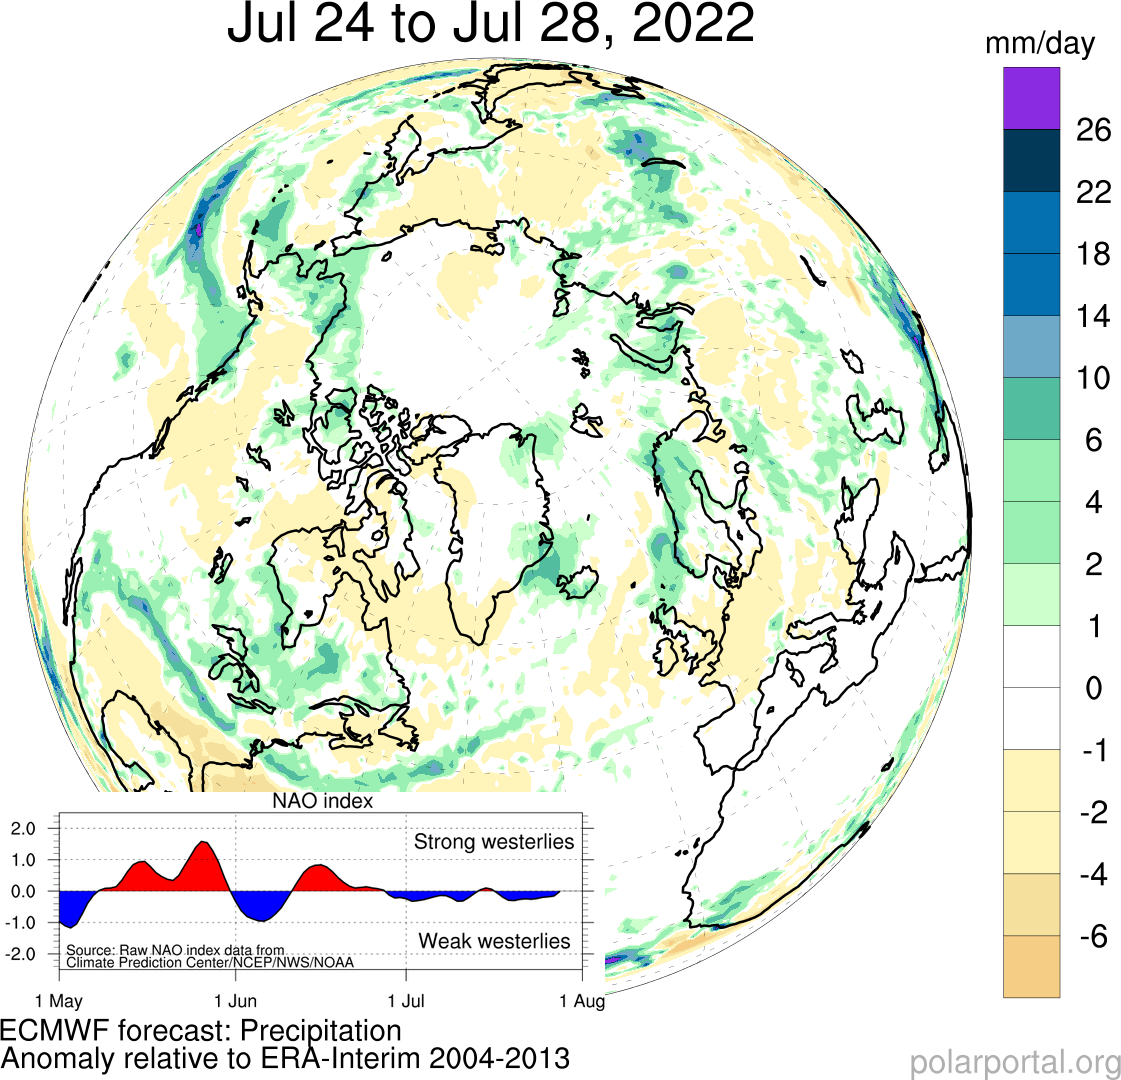 Jul 24 to Jul 28, 2022
mm/day
26
22
18
14
10
6
4
2
1
0
-1
-2
-4
-6
NAO index
2.0
1.0
0.0
-1.0
-2.0
Strong westerlies
Weak westerlies
Source: Raw NAO index data from
Climate Prediction Center/NCEP/NWS/NOAA
1 May 1 Jun 1 Jul 1 Aug
ECMWF forecast: Precipitation
Anomaly relative to ERA-Interim 2004-2013
polarportal.org